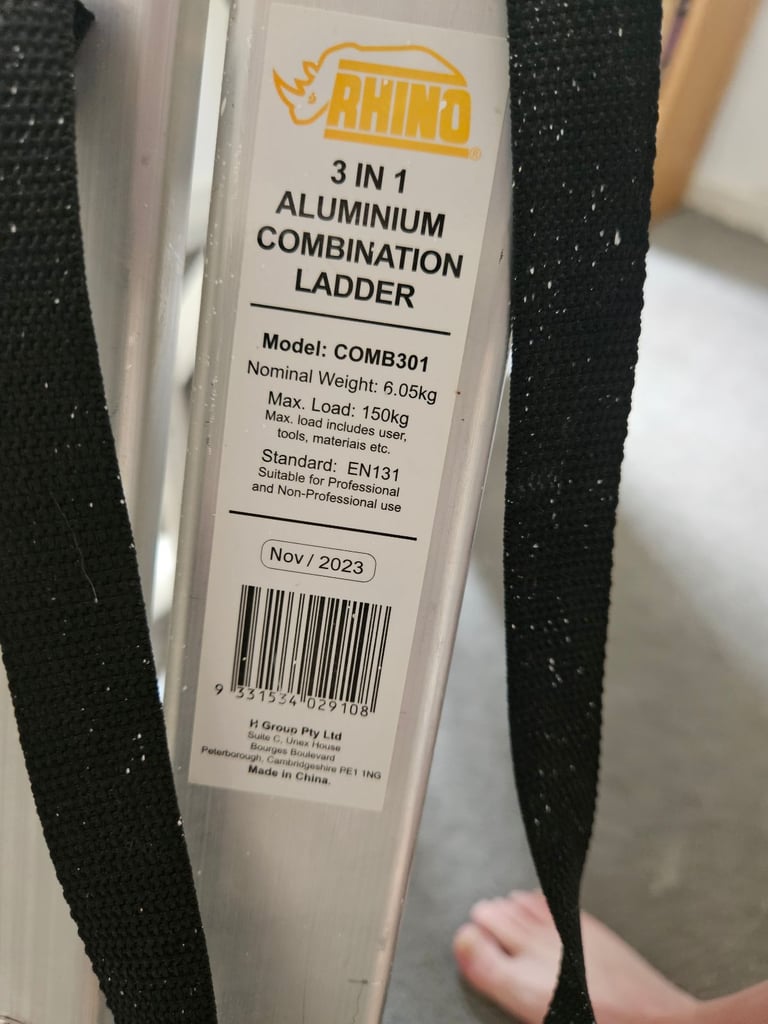 RHINO®
3 IN 1
ALUMINIUM
COMBINATION
LADDER
Model: COMB301
Nominal Weight: 6.05kg
Max. Load: 150kg
Max. load includes user,
tools, materials etc.
Standard: EN131
Suitable for Professional
and Non-Professional use
Nov / 2023
9 331534 029108
H Group Pty Ltd
Suite C, Unex House
Bourges Boulevard
Peterborough, Cambridgeshire PE1 1NG
Made in China.